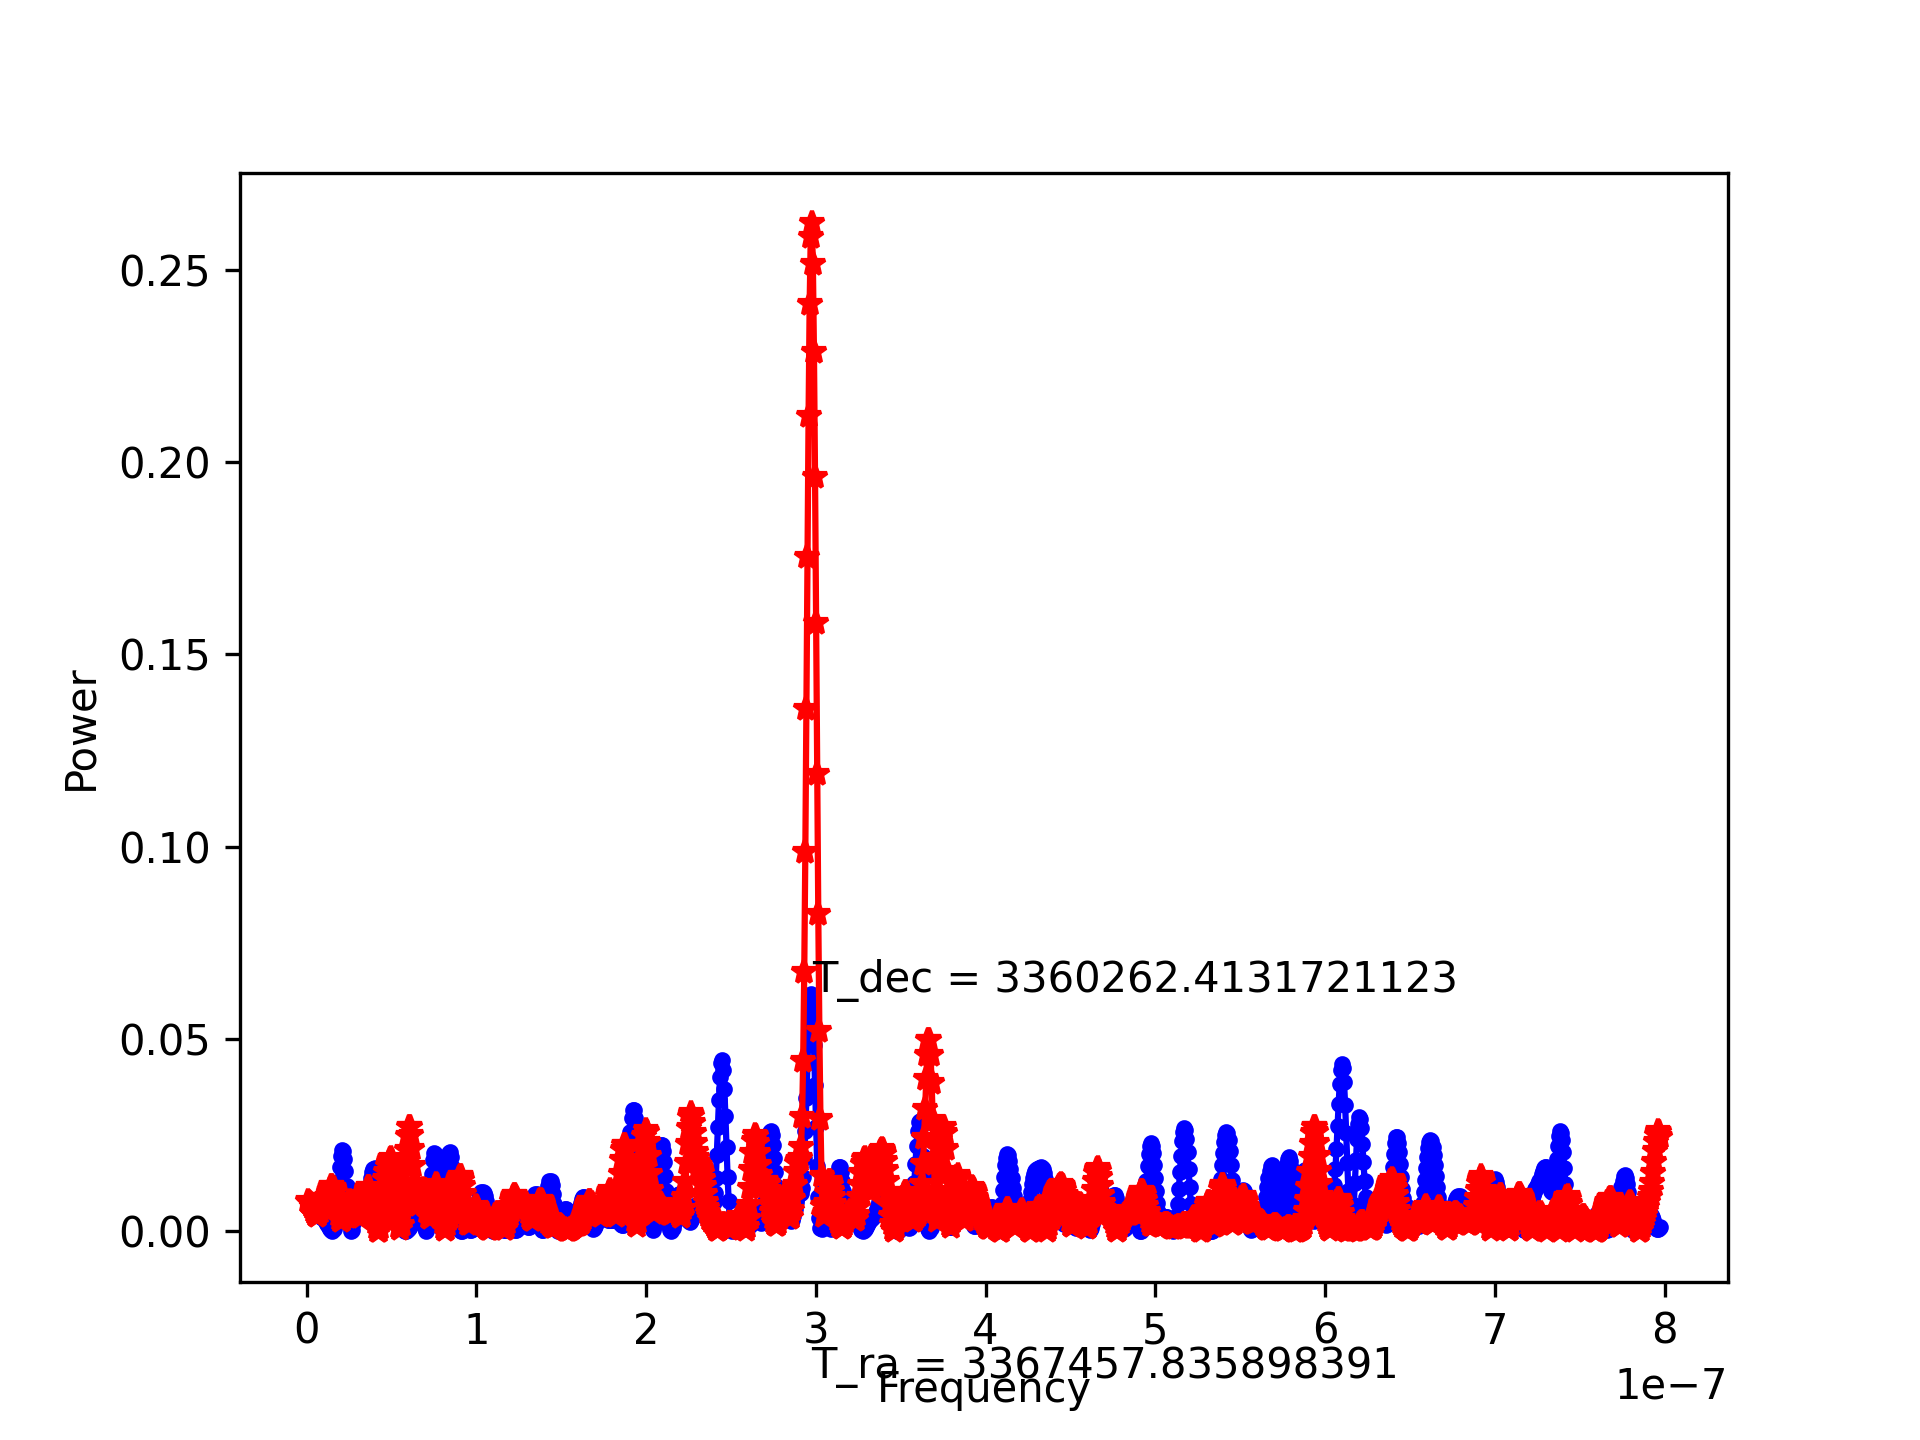 0.25
0.20
0.15
0.10
0.05
0.00
Power
T_dec = 3360262.4131721123
0 1 2 3 4 5 6 7 8
T_ra = 3367457.835898391
Frequency
1e−7